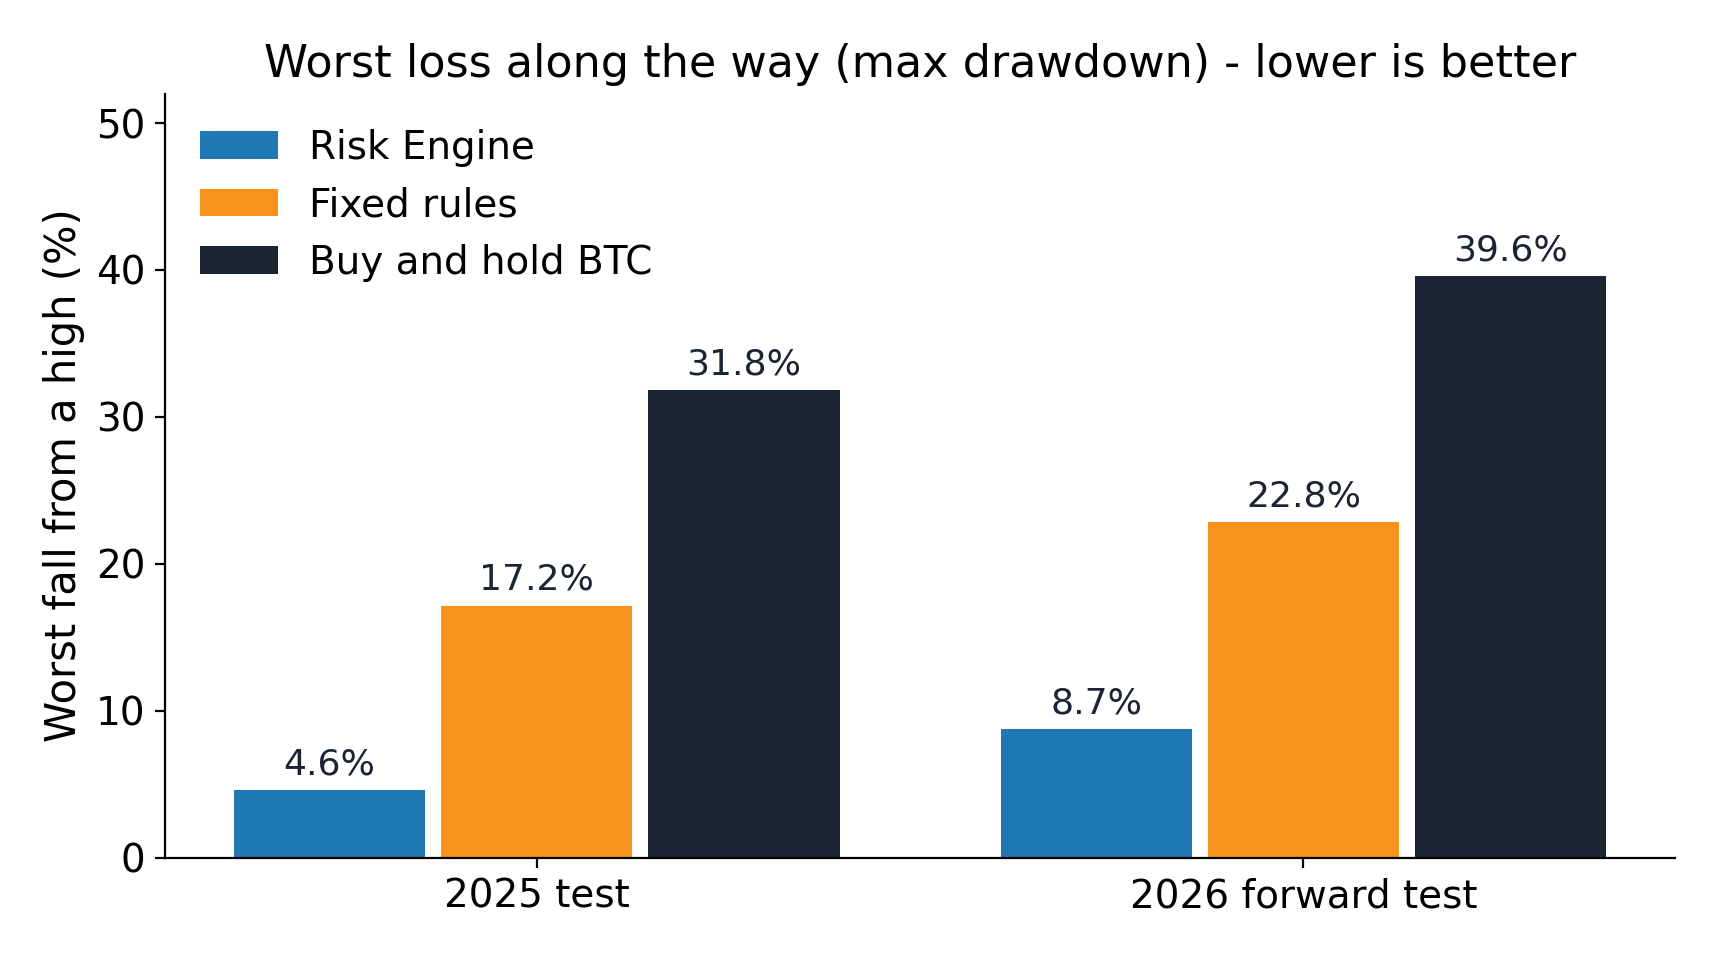 Worst loss along the way (max drawdown) - lower is better
Worst fall from a high (%)
50
40
30
20
10
0
Risk Engine
Fixed rules
Buy and hold BTC
4.6%
17.2%
31.8%
8.7%
22.8%
39.6%
2025 test
2026 forward test